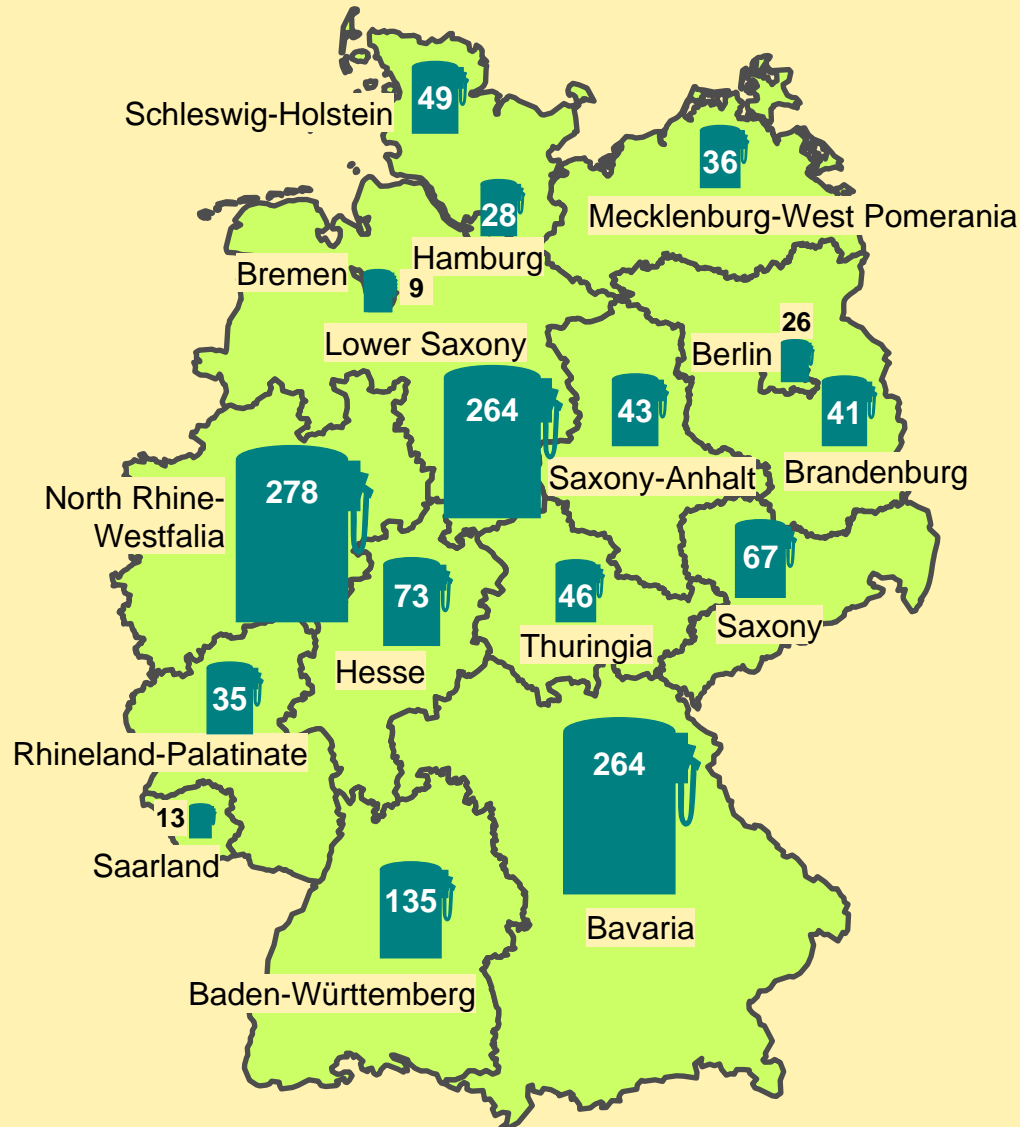 49
Schleswig-Holstein
36
Mecklenburg-West Pomerania
28
Hamburg
Bremen
9
Lower Saxony
264
26
Berlin
43
Saxony-Anhalt
41
Brandenburg
278
North Rhine-
Westfalia
73
Hesse
46
Thuringia
67
Saxony
35
Rhineland-Palatinate
264
Bavaria
13
Saarland
135
Baden-Württemberg